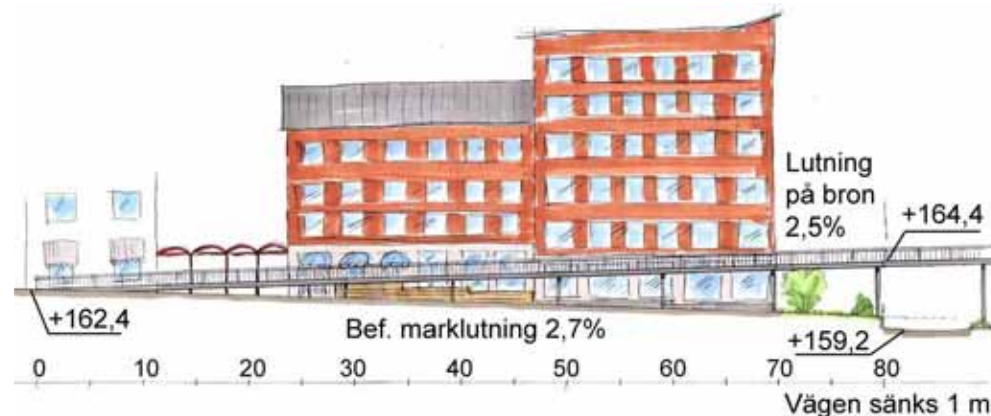 Lutning
på bron
2,5%
+164,4
+162,4
Bef. marklutning 2,7%
+159,2
0 10 20 30 40 50 60 70 80
Vägen sänks 1 m